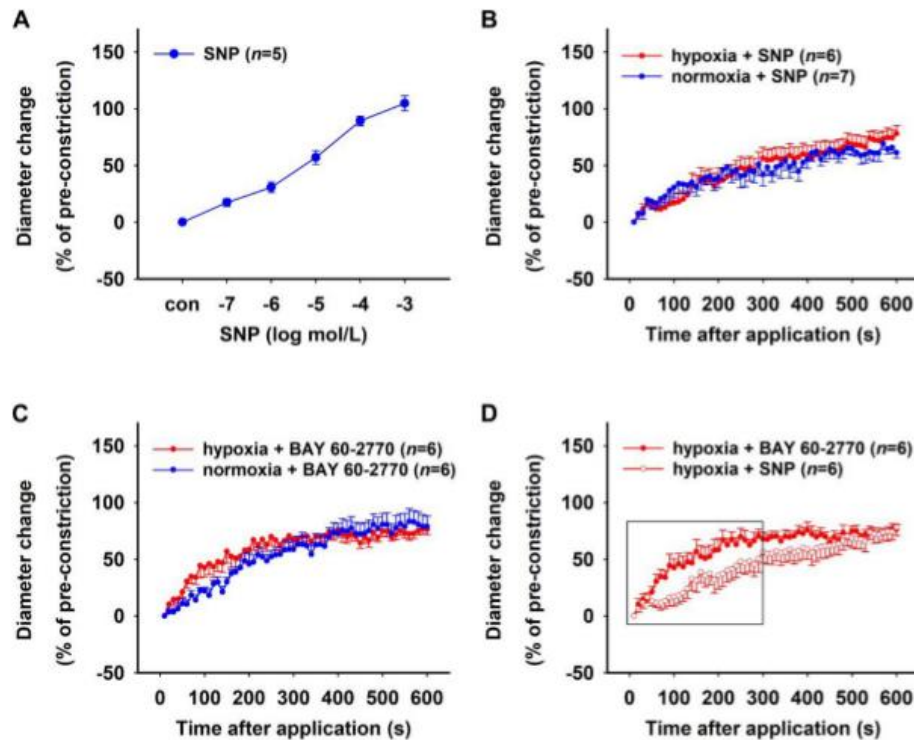 A
SNP (n=5)
Diameter change
(% of pre-constriction)
150
100
50
0
-50
con -7 -6 -5 -4 -3
SNP (log mol/L)
B
hypoxia + SNP (n=6)
normoxia + SNP (n=7)
Diameter change
(% of pre-constriction)
150
100
50
0
-50
0 100 200 300 400 500 600
Time after application (s)
C
hypoxia + BAY 60-2770 (n=6)
normoxia + BAY 60-2770 (n=6)
Diameter change
(% of pre-constriction)
150
100
50
0
-50
0 100 200 300 400 500 600
Time after application (s)
D
hypoxia + BAY 60-2770 (n=6)
hypoxia + SNP (n=6)
Diameter change
(% of pre-constriction)
150
100
50
0
-50
0 100 200 300 400 500 600
Time after application (s)